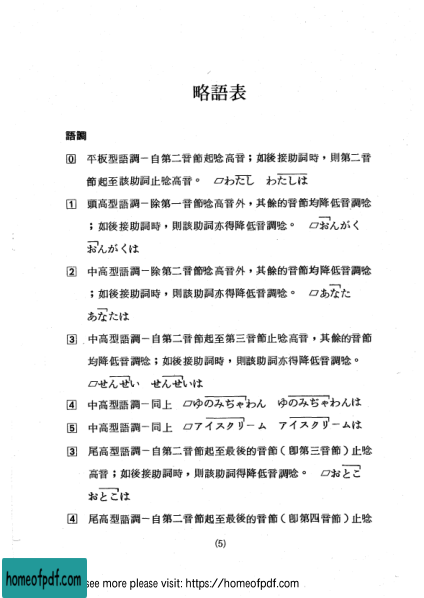 略語表
語調
0 平板型語調－自第二音節起唸高音；如後接助詞時，則第二音
節起至該助詞止唸高音。 ▱わたし わたしは
1 頭高型語調－除第一音節唸高音外，其餘的音節均降低音調唸
；如後接助詞時，則該助詞亦得降低音調唸。 ▱おんがく
おんがくは
2 中高型語調－除第二音節唸高音外，其餘的音節均降低音調唸
；如後接助詞時，則該助詞亦得降低音調唸。 ▱あなた
あなたは
3 中高型語調－自第二音節起至第三音節止唸高音，其餘的音節
均降低音調唸；如後接助詞時，則該助詞亦得降低音調唸。
▱せんせい せんせいは
4 中高型語調－同上 ▱ゆのみぢゃわん ゆのみぢゃわんは
5 中高型語調－同上 ▱アイスクリーム アイスクリームは
3 尾高型語調－自第二音節起至最後的音節（卽第三音節）止唸
高音；如後接助詞時，則該助詞得降低音調唸。 ▱おとこ
おとこは
4 尾高型語調－自第二音節起至最後的音節（卽第四音節）止唸
(5)
homeofpdf.com
see more please visit: https://homeofpdf.com